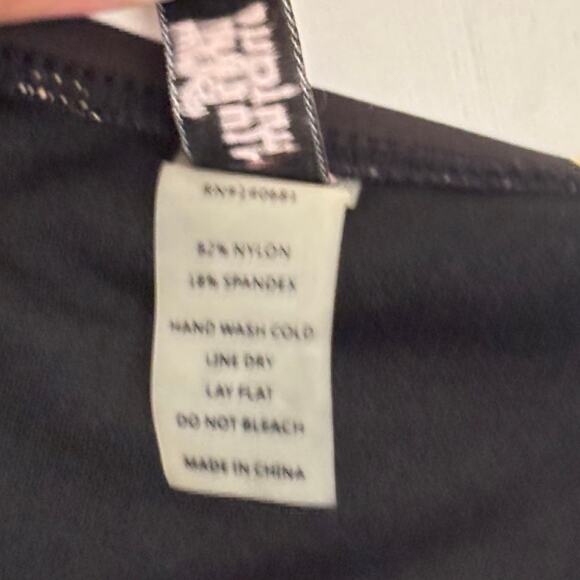 82% NYLON
18% SPANDEX
HAND WASH COLD
LINE DRY
LAY FLAT
DO NOT BLEACH
MADE IN CHINA